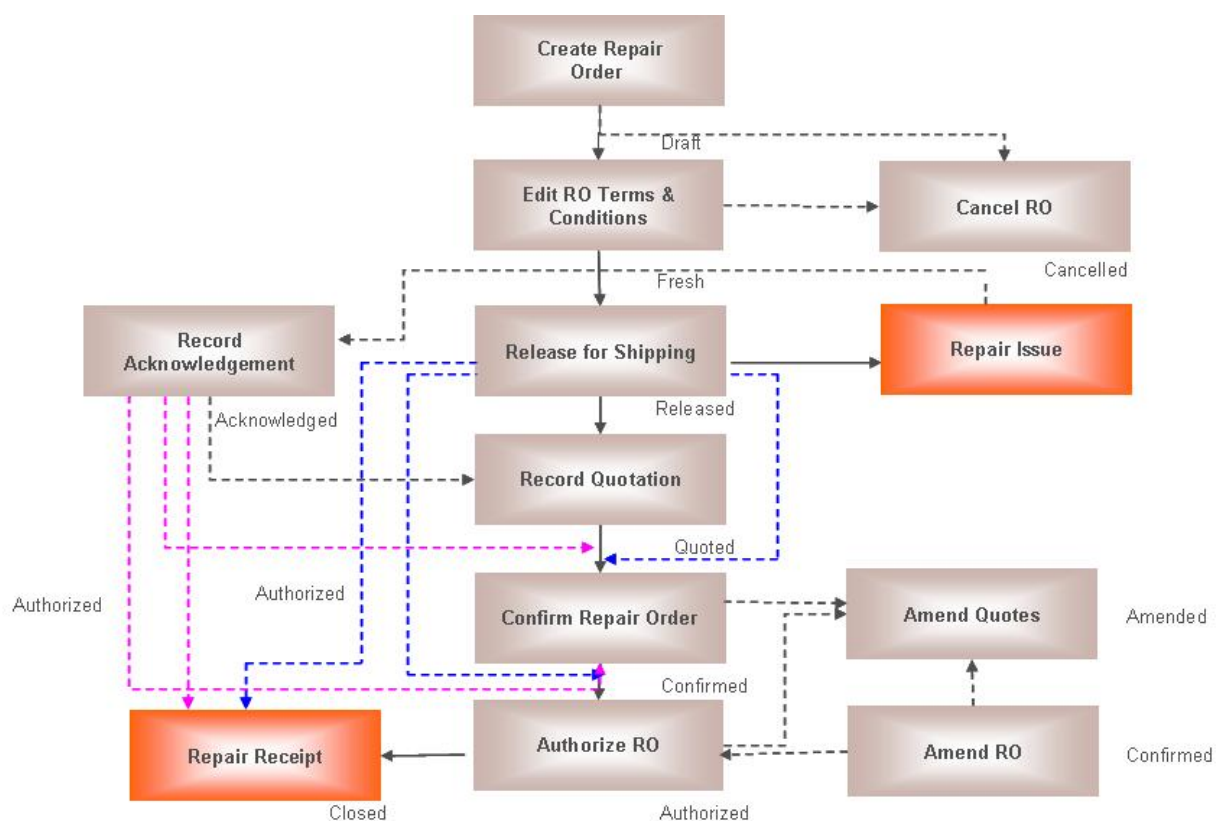 Create Repair
Order
Draft
Edit RO Terms &
Conditions
Cancel RO
Cancelled
Fresh
Record
Acknowledgement
Release for Shipping
Repair Issue
Released
Acknowledged
Record Quotation
Quoted
Authorized
Authorized
Confirm Repair Order
Amend Quotes
Amended
Confirmed
Repair Receipt
Authorize RO
Amend RO
Confirmed
Closed
Authorized